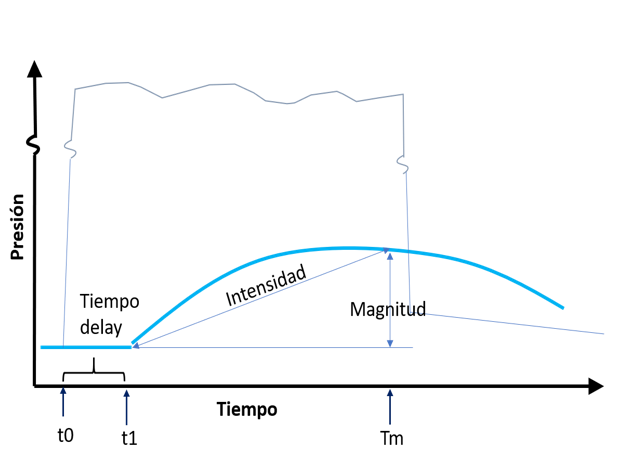 Presión
Tiempo
delay
Intensidad
Magnitud
Tiempo
t0
t1
Tm